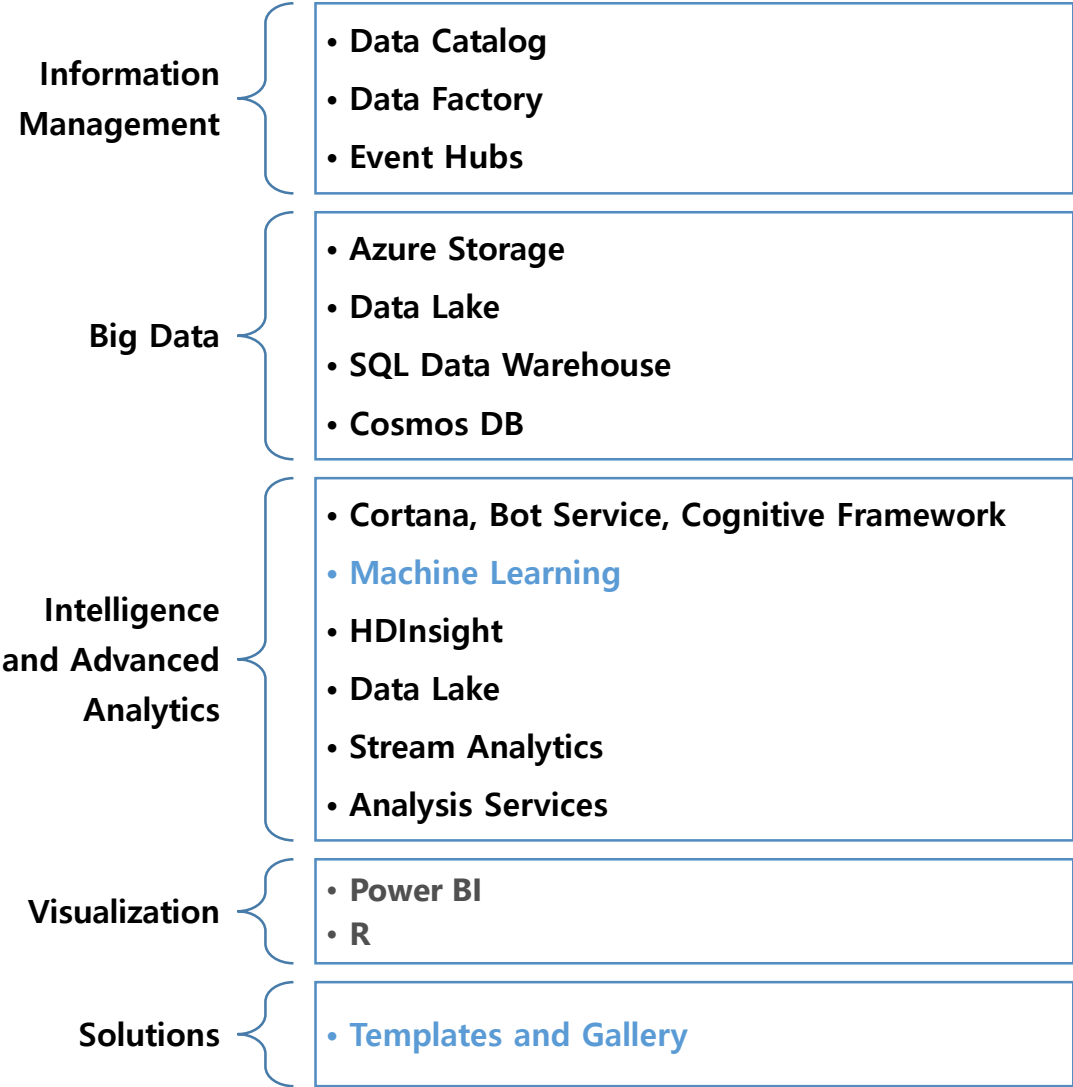 Information
Management
• Data Catalog
• Data Factory
• Event Hubs
Big Data
• Azure Storage
• Data Lake
• SQL Data Warehouse
• Cosmos DB
Intelligence
and Advanced
Analytics
• Cortana, Bot Service, Cognitive Framework
• Machine Learning
• HDInsight
• Data Lake
• Stream Analytics
• Analysis Services
Visualization
• Power BI
• R
Solutions
• Templates and Gallery